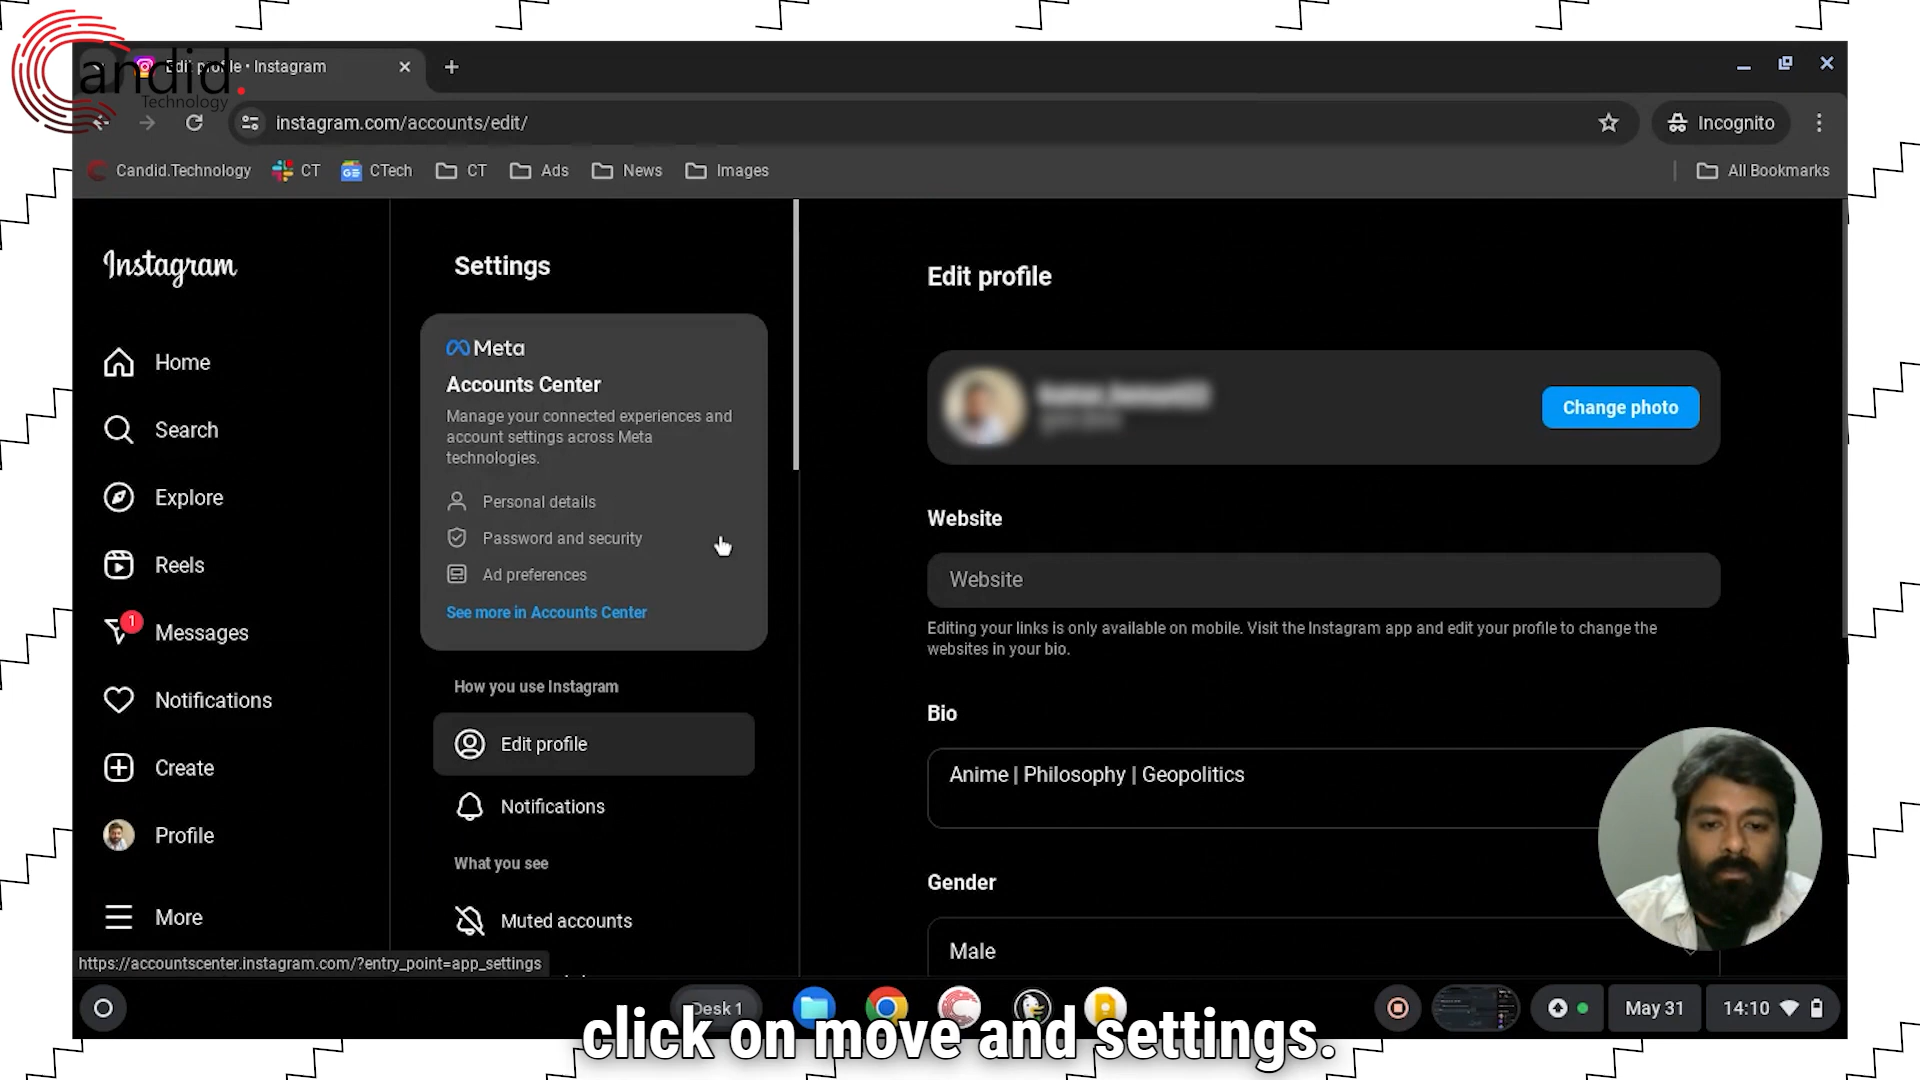 Candid.
Technology
Edit profile • Instagram
instagram.com/accounts/edit/
Incognito
Candid.Technology
CT
CTech
CT
Ads
News
Images
All Bookmarks
Instagram
Home
Search
Explore
Reels
1
Messages
Notifications
Create
Profile
More
https://accountscenter.instagram.com/?entry_point=app_settings
Settings
Meta
Accounts Center
Manage your connected experiences and
account settings across Meta
technologies.
Personal details
Password and security
Ad preferences
See more in Accounts Center
How you use Instagram
Edit profile
Notifications
What you see
Muted accounts
Edit profile
Change photo
Website
Website
Editing your links is only available on mobile. Visit the Instagram app and edit your profile to change the
websites in your bio.
Bio
Anime | Philosophy | Geopolitics
Gender
Male
Desk 1
May 31
14:10
click on move and settings.